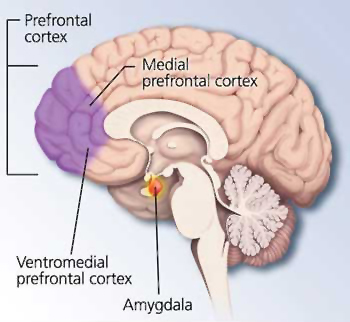 Prefrontal
cortex
Medial
prefrontal cortex
Ventromedial
prefrontal cortex
Amygdala